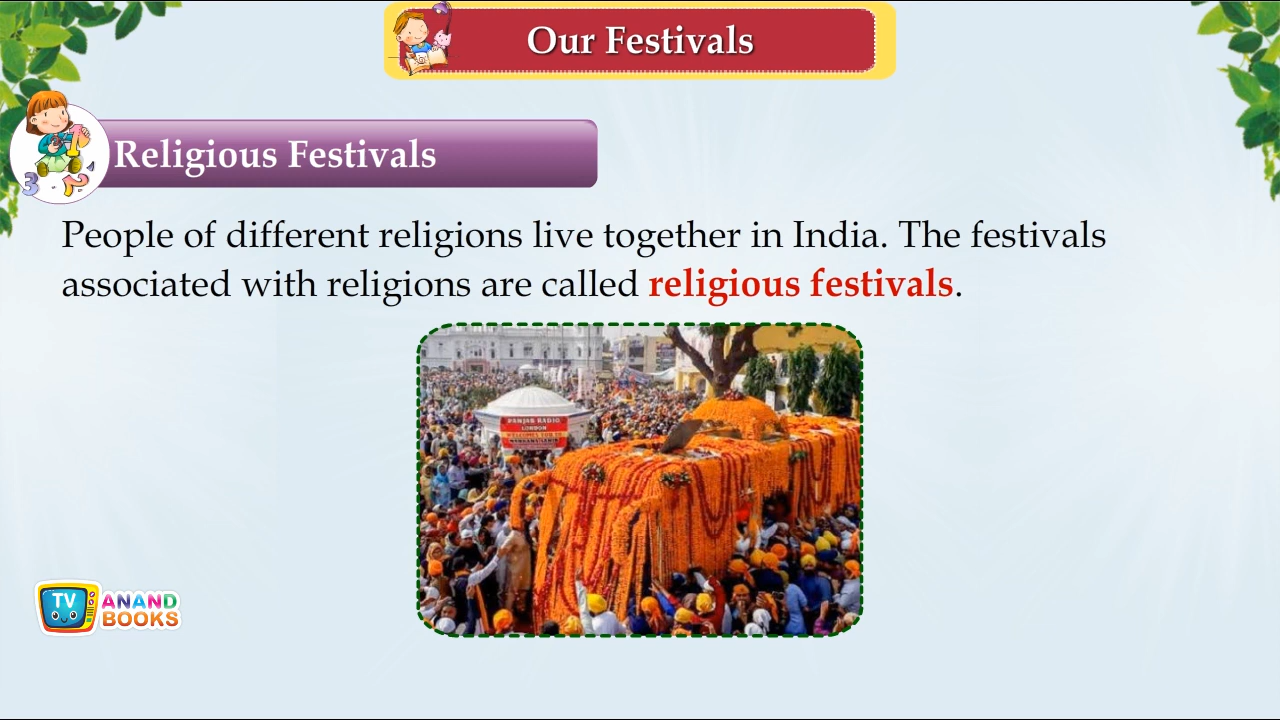 Our Festivals
Religious Festivals
People of different religions live together in India. The festivals
associated with religions are called religious festivals.
PANJAB RADIO
LONDON
TV
ANAND
BOOKS
3